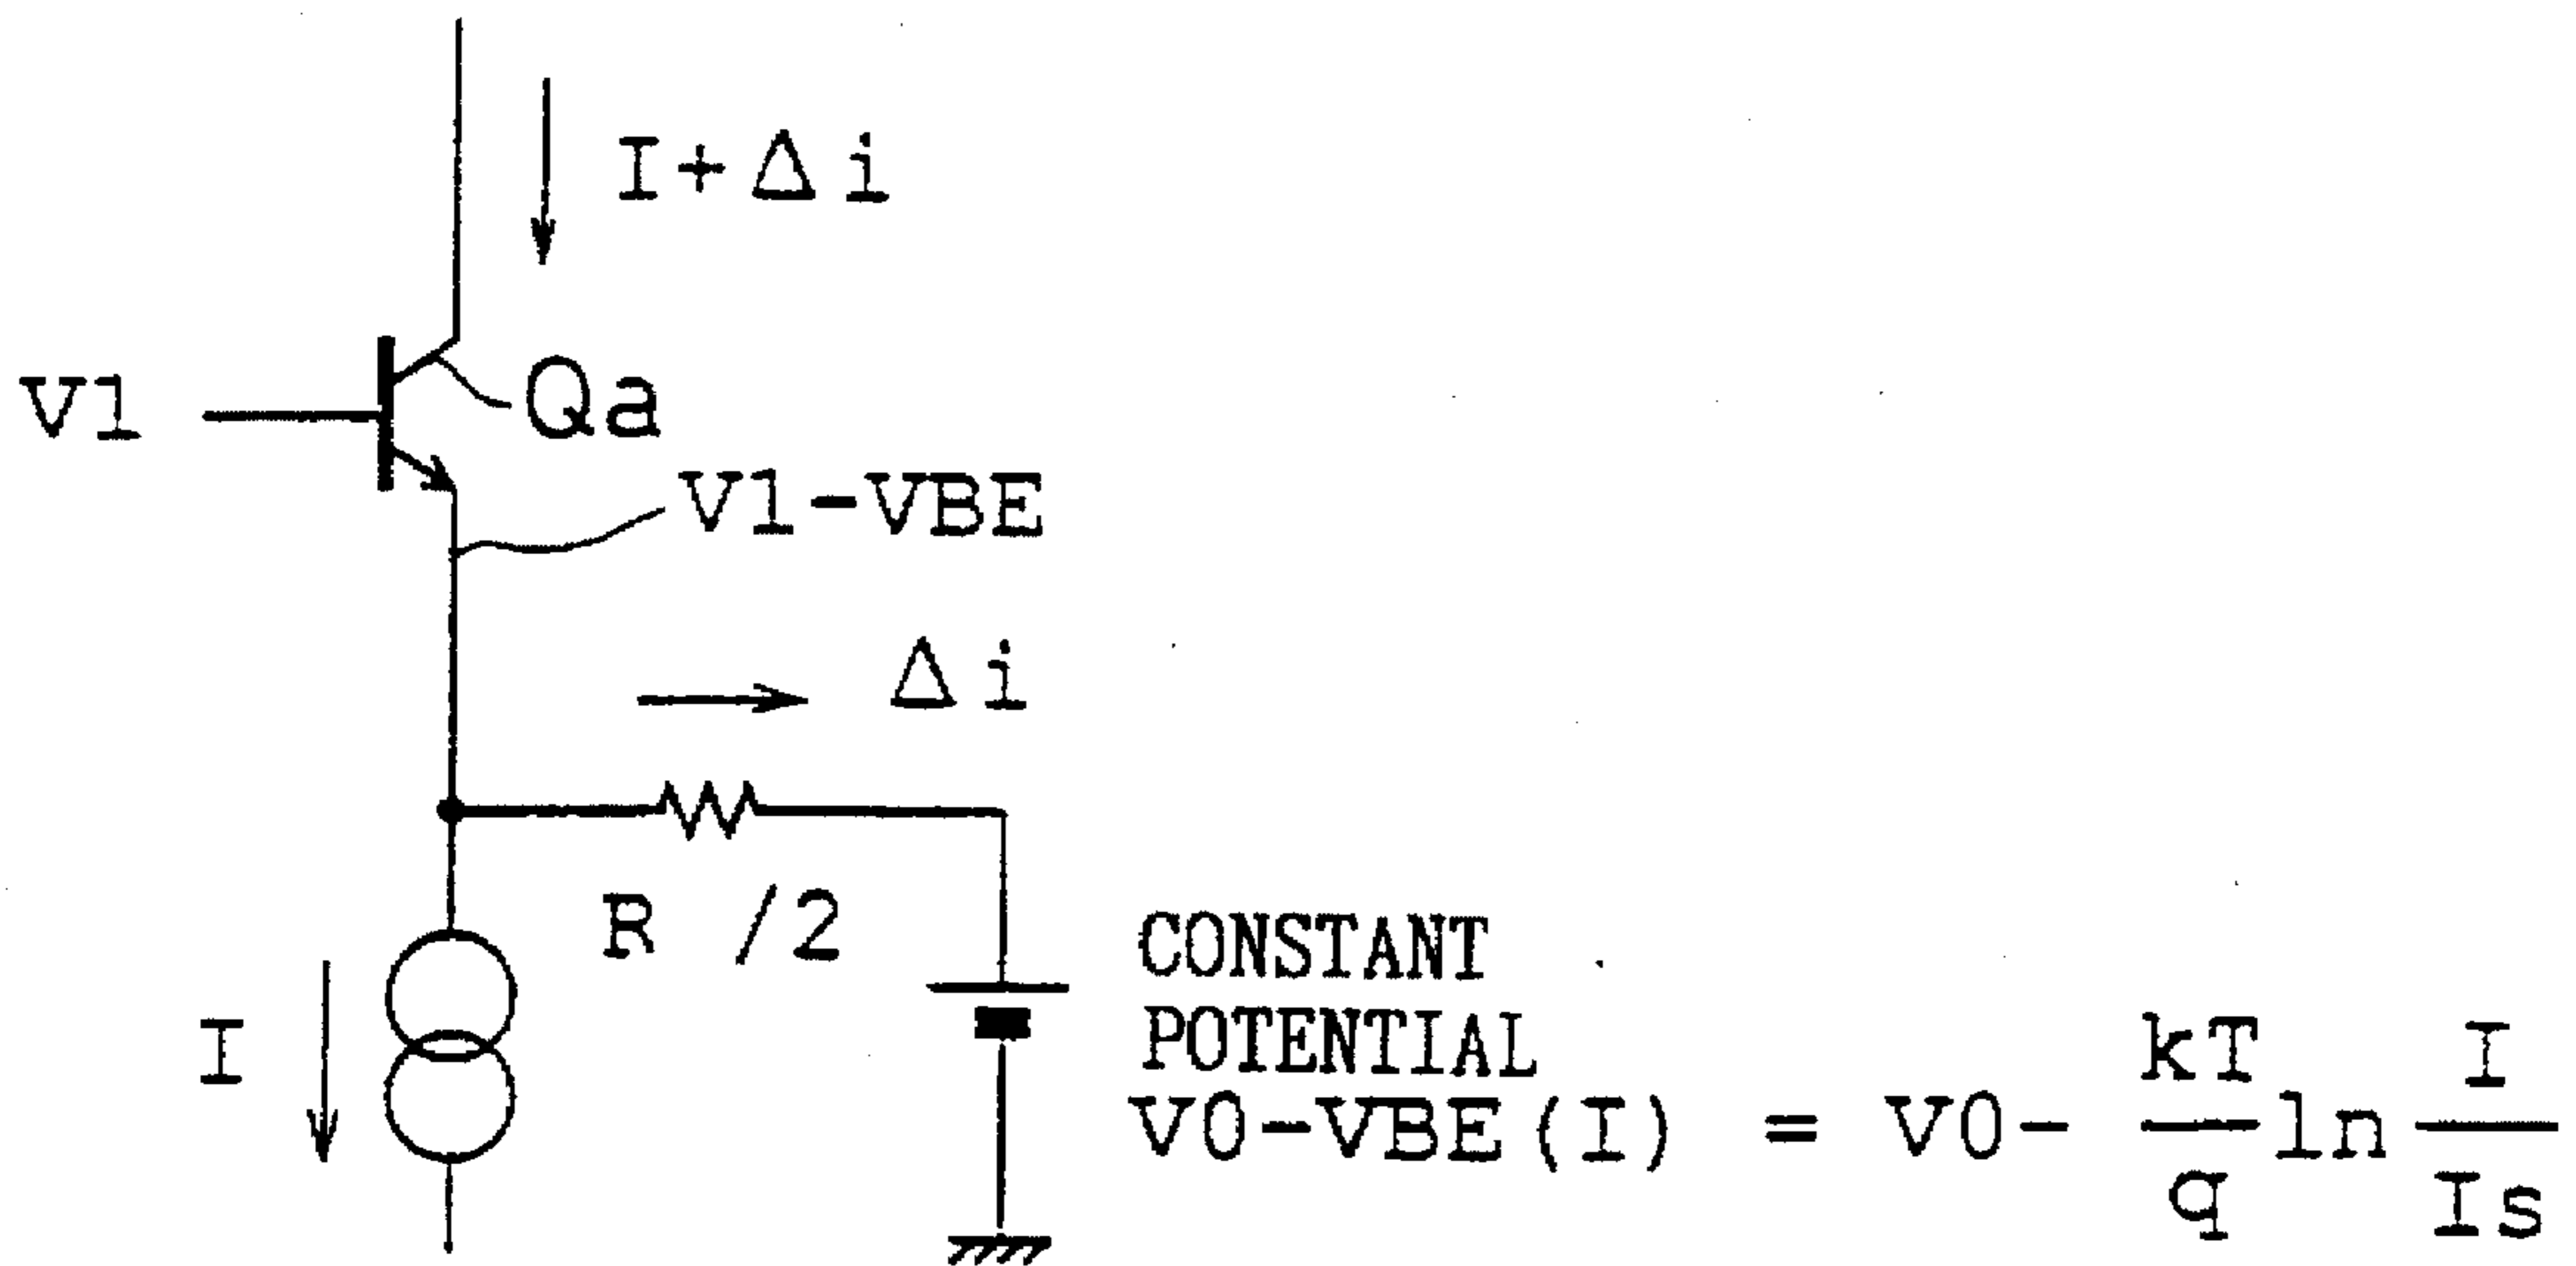 I+Δi
V1
Qa
V1-VBE
Δi
R /2
I
CONSTANT
POTENTIAL
V0-VBE(I) = V0- kT/q ln I/Is